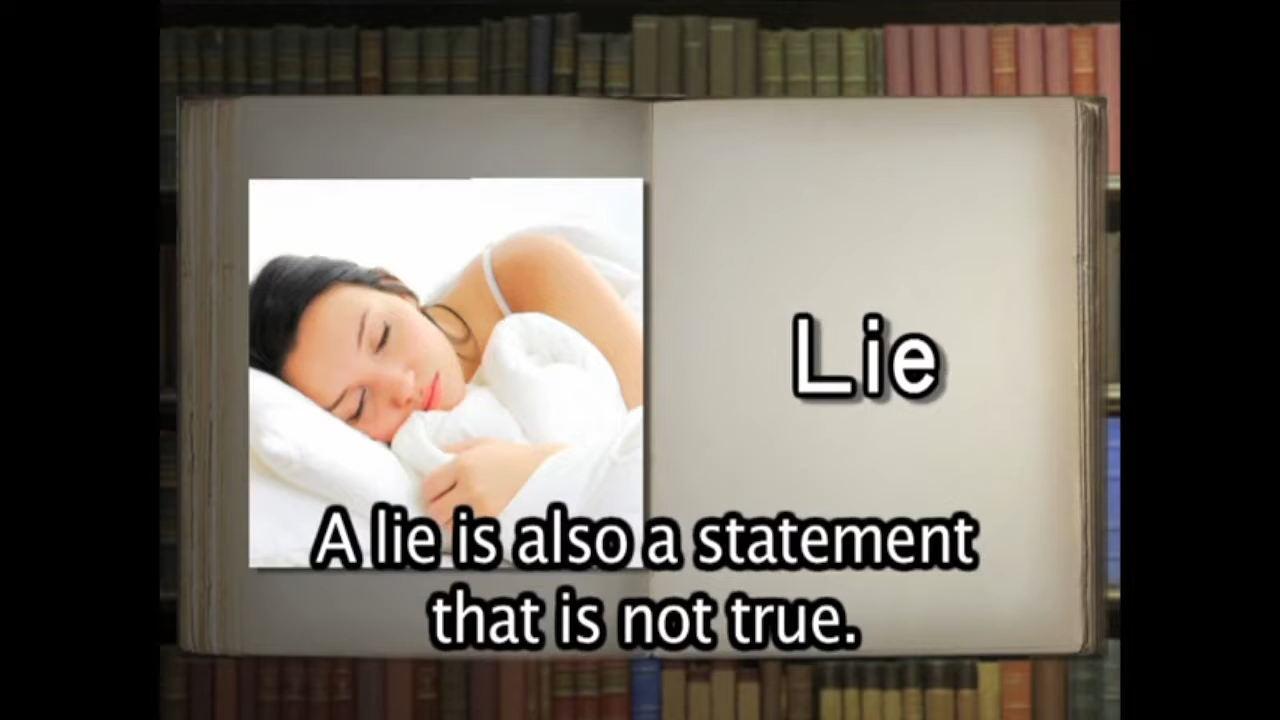 Lie
A lie is also a statement
that is not true.